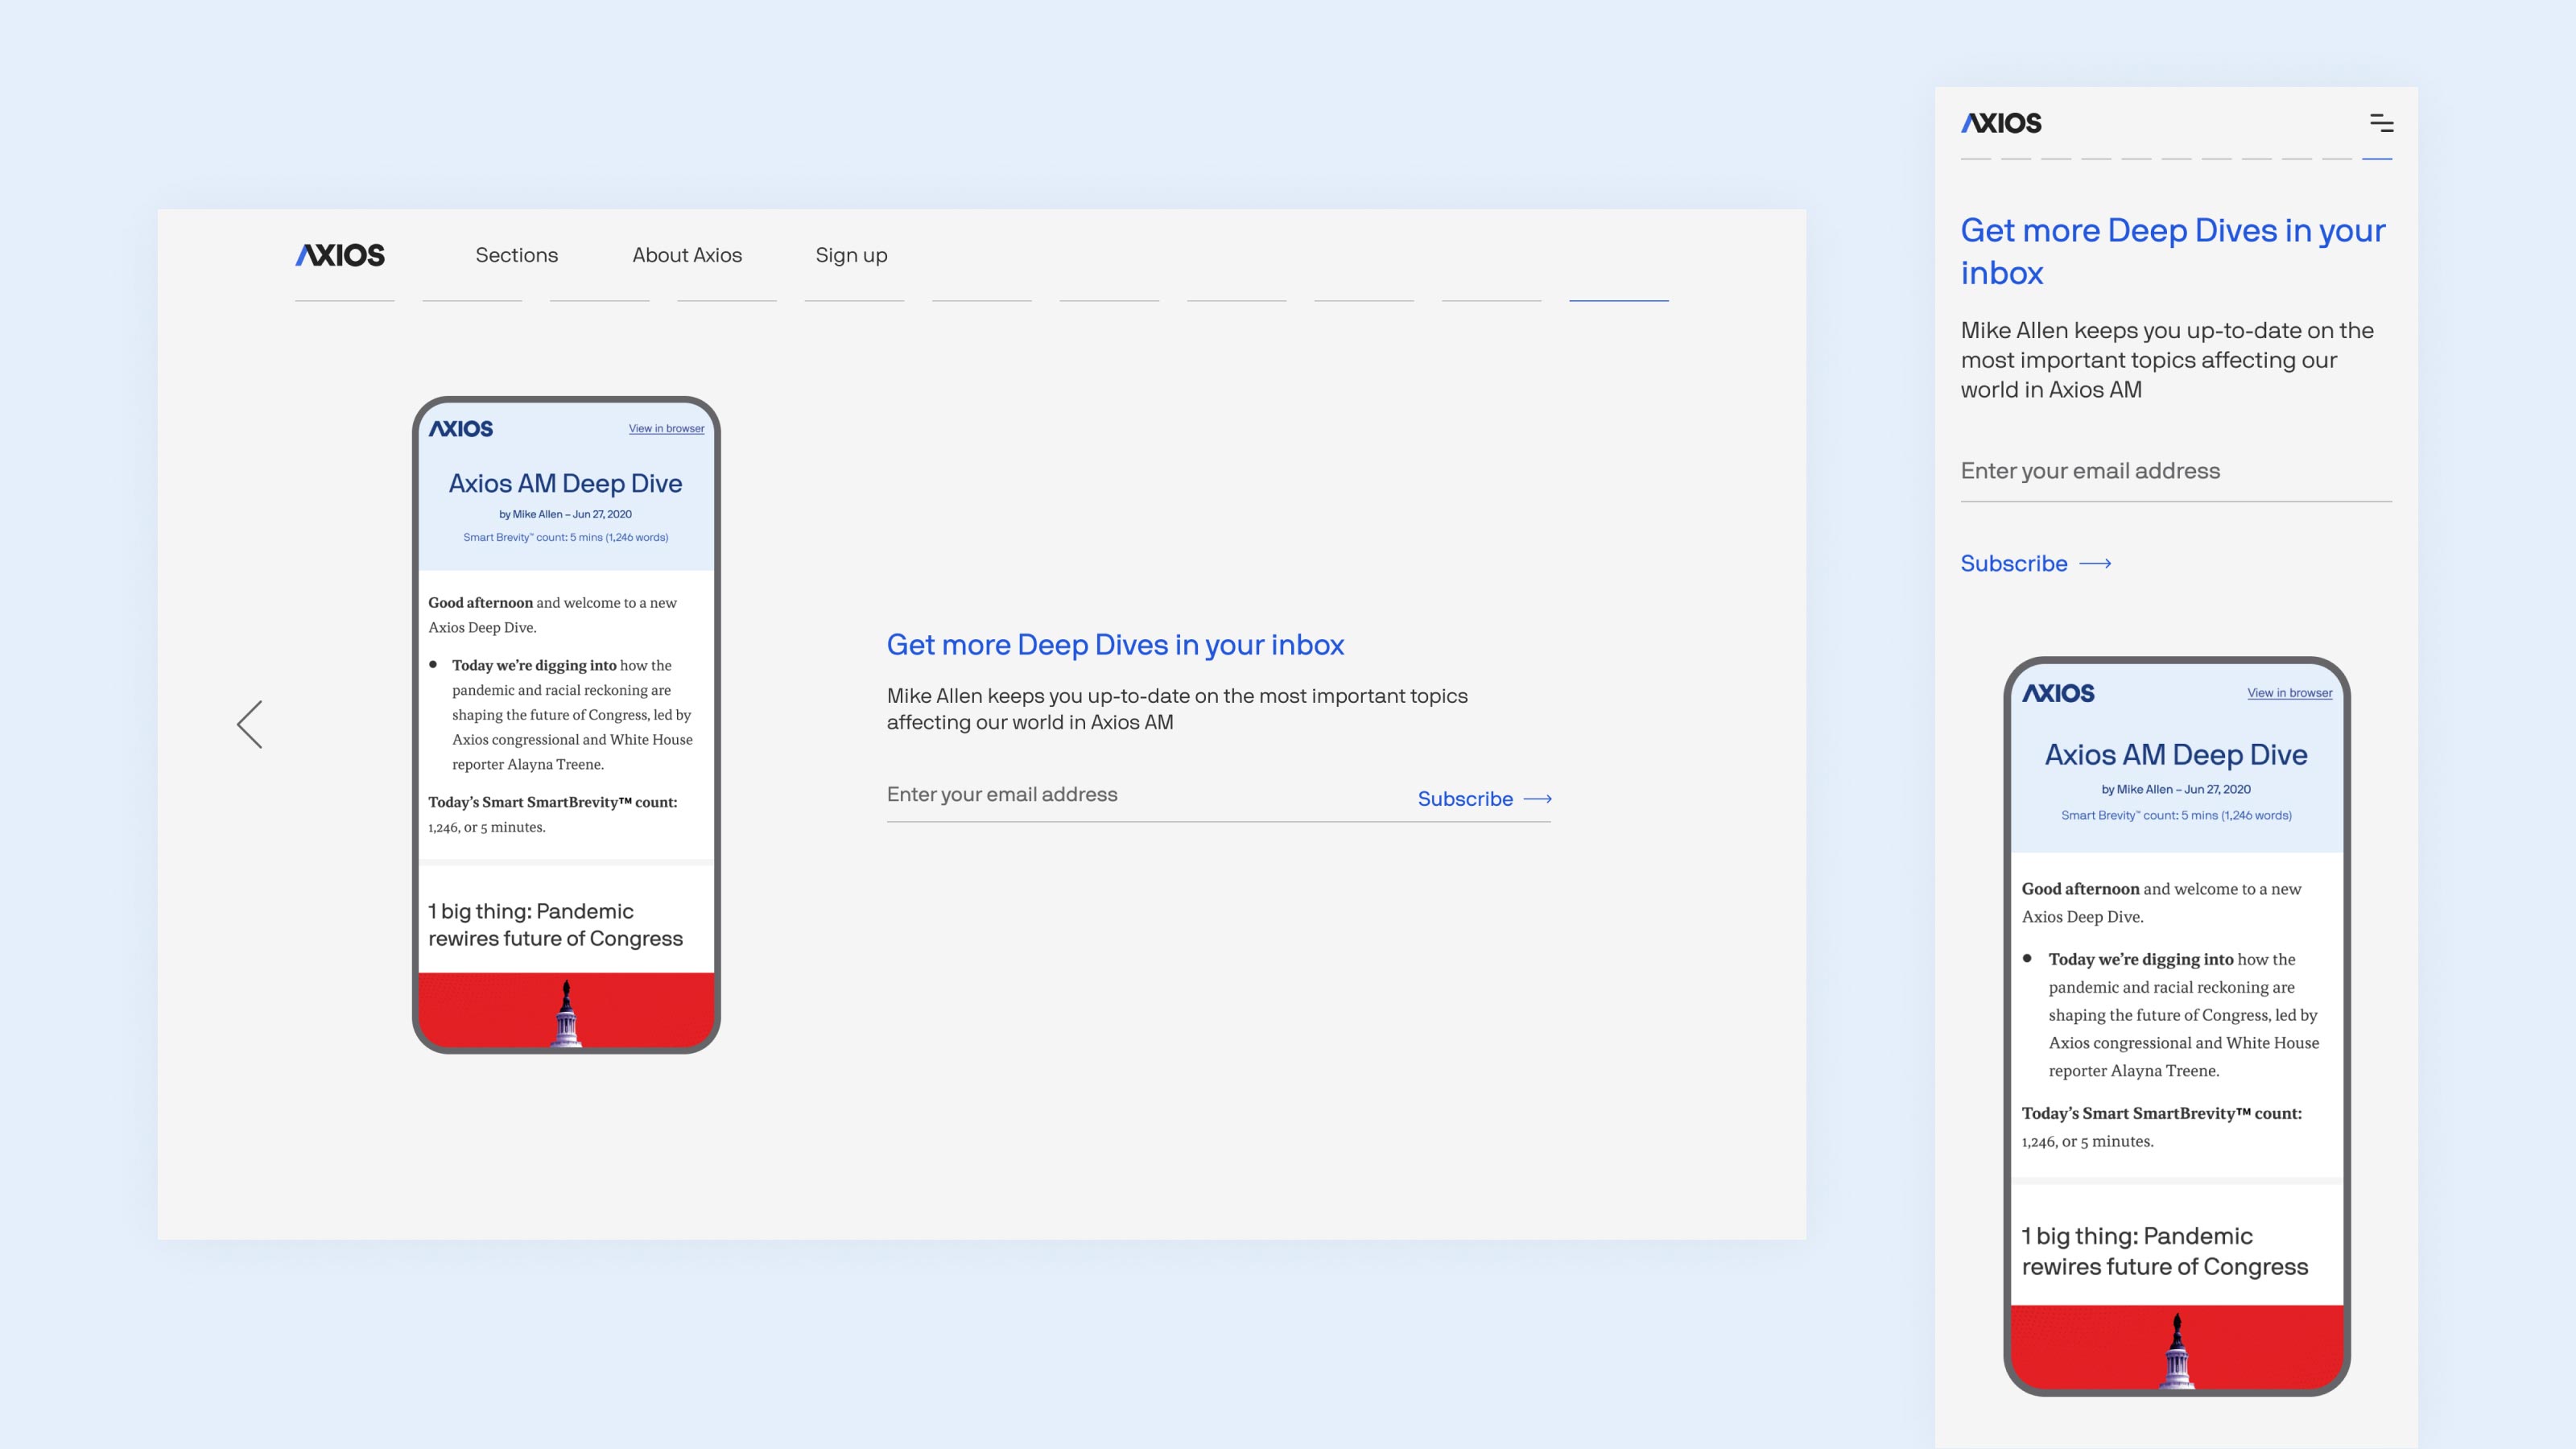 AXIOS
Sections
About Axios
Sign up
AXIOS
View in browser
Axios AM Deep Dive
by Mike Allen – Jun 27, 2020
Smart Brevity™ count: 5 mins (1,246 words)
Good afternoon and welcome to a new
Axios Deep Dive.
• Today we're digging into how the
pandemic and racial reckoning are
shaping the future of Congress, led by
Axios congressional and White House
reporter Alayna Treene.
Today's Smart SmartBrevity™ count:
1,246, or 5 minutes.
1 big thing: Pandemic
rewires future of Congress
Get more Deep Dives in your inbox
Mike Allen keeps you up-to-date on the most important topics
affecting our world in Axios AM
Enter your email address
Subscribe →
AXIOS
Get more Deep Dives in your
inbox
Mike Allen keeps you up-to-date on the
most important topics affecting our
world in Axios AM
Enter your email address
Subscribe →
AXIOS
View in browser
Axios AM Deep Dive
by Mike Allen – Jun 27, 2020
Smart Brevity™ count: 5 mins (1,246 words)
Good afternoon and welcome to a new
Axios Deep Dive.
• Today we're digging into how the
pandemic and racial reckoning are
shaping the future of Congress, led by
Axios congressional and White House
reporter Alayna Treene.
Today's Smart SmartBrevity™ count:
1,246, or 5 minutes.
1 big thing: Pandemic
rewires future of Congress